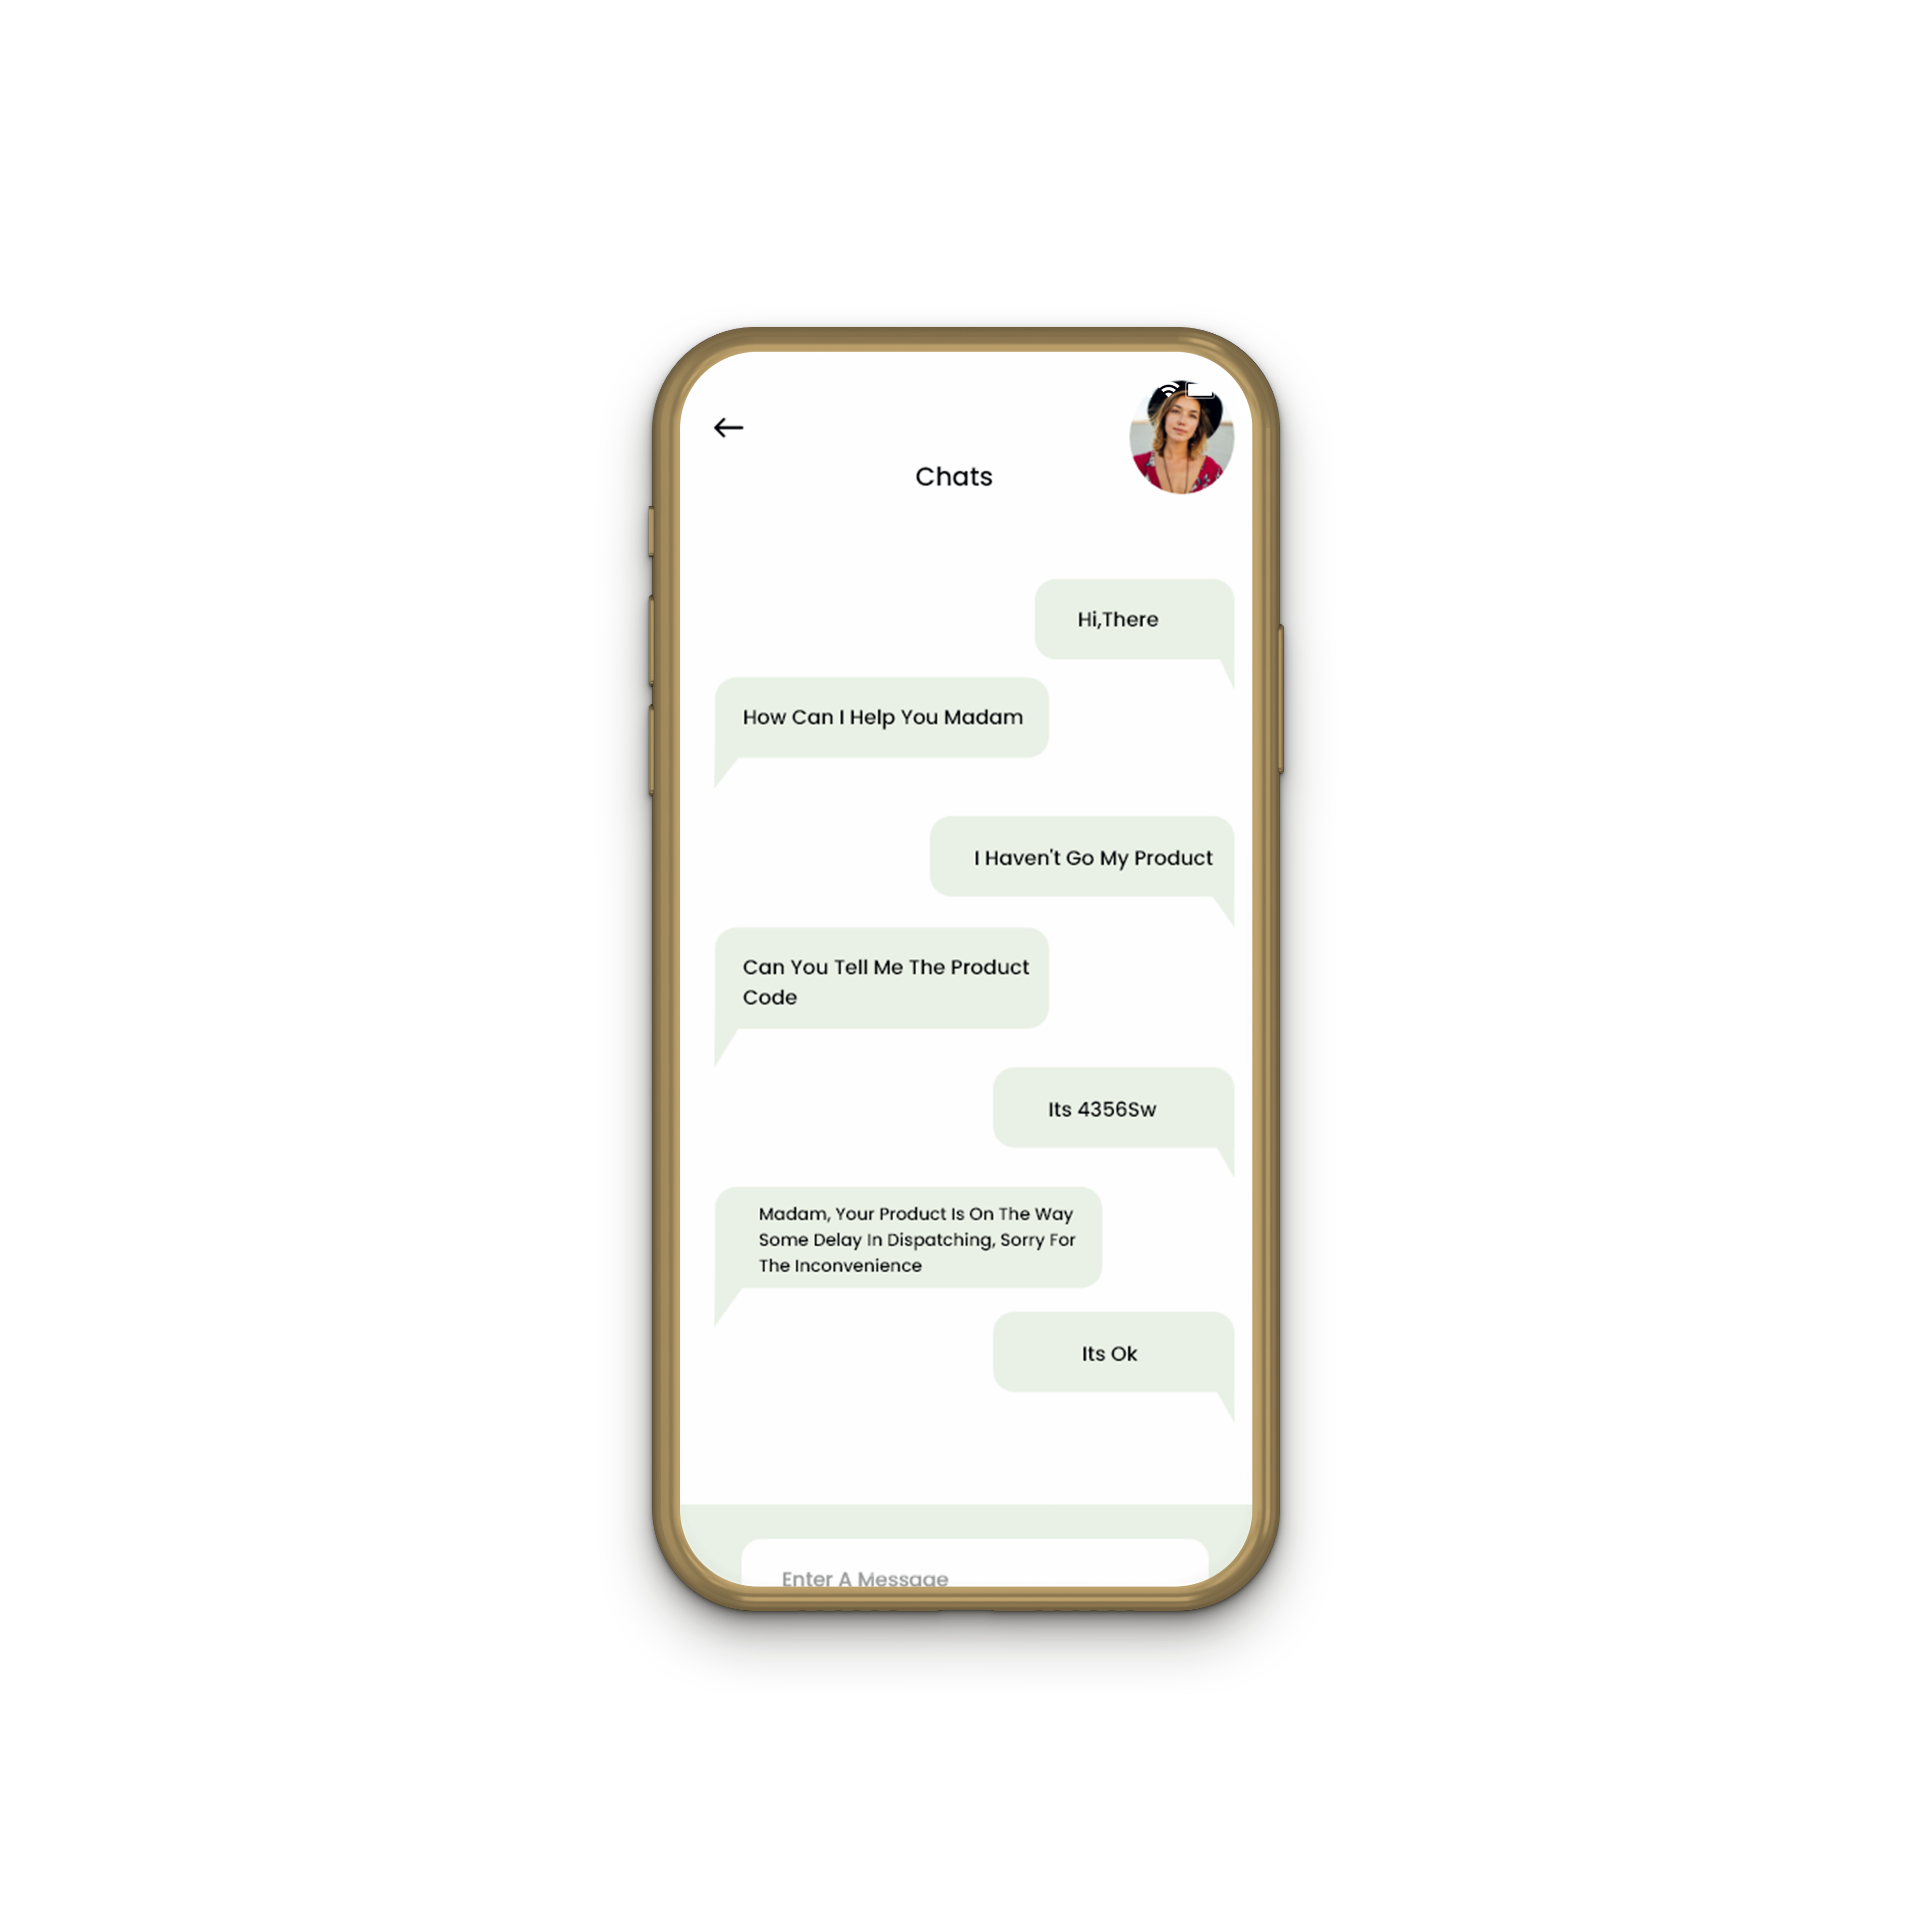 Chats
Hi,There
How Can I Help You Madam
I Haven't Go My Product
Can You Tell Me The Product
Code
Its 4356Sw
Madam, Your Product Is On The Way
Some Delay In Dispatching, Sorry For
The Inconvenience
Its Ok
Enter A Message